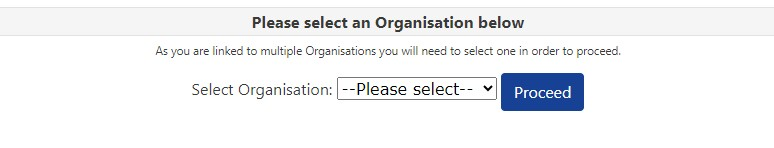 Please select an Organisation below
As you are linked to multiple Organisations you will need to select one in order to proceed.
Select Organisation: --Please select-- Proceed